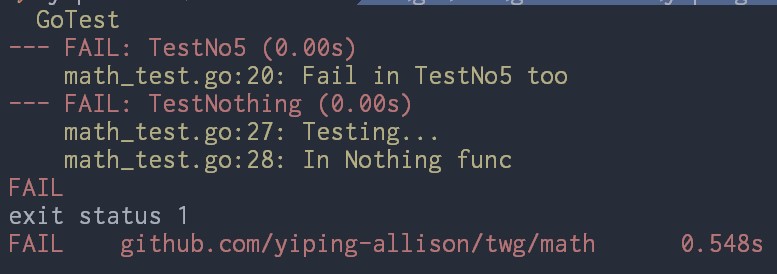 GoTest
--- FAIL: TestNo5 (0.00s)
math_test.go:20: Fail in TestNo5 too
--- FAIL: TestNothing (0.00s)
math_test.go:27: Testing...
math_test.go:28: In Nothing func
FAIL
exit status 1
FAIL github.com/yiping-allison/twg/math 0.548s